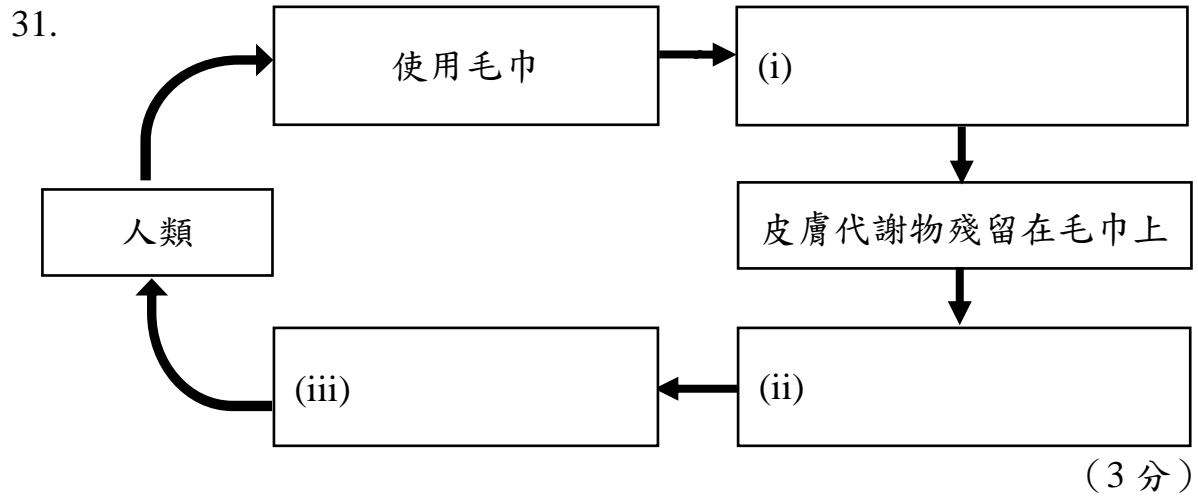 31.
使用毛巾
(i)
人類
皮膚代謝物殘留在毛巾上
(iii)
(ii)
（3 分）